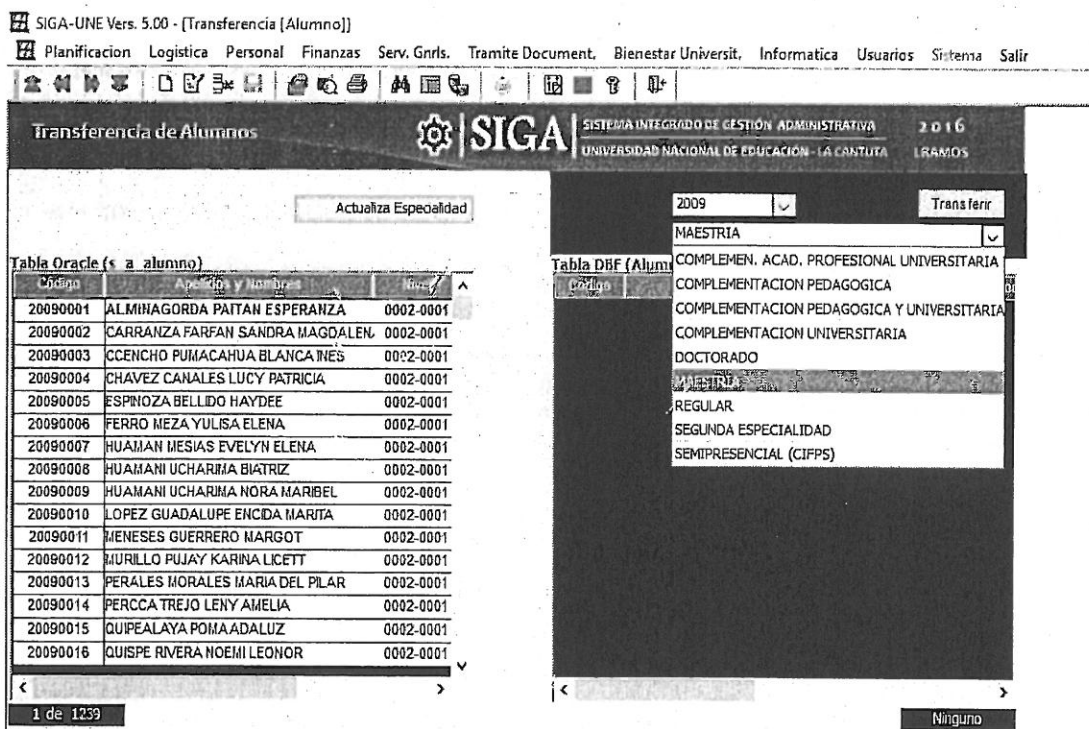 SIGA-UNE Vers. 5.00 - [Transferencia [Alumno]]
Planificacion Logistica Personal Finanzas Serv. Gnrls. Tramite Document. Bienestar Universit. Informatica Usuarios Sistema Salir
Transferencia de Alumnos
SIGA
SISTEMA INTEGRADO DE GESTIÓN ADMINISTRATIVA
UNIVERSIDAD NACIONAL DE EDUCACIÓN - LA CANTUTA
2016
LRAMOS
Actualiza Especialidad
2009
Transferir
MAESTRIA
Tabla Oracle (s_a_alumno)
Código Apellidos y Nombres Nivel
20090001 ALMINAGORDA PAITAN ESPERANZA 0002-0001
20090002 CARRANZA FARFAN SANDRA MAGDALEN 0002-0001
20090003 CCENCHO PUMACAHUA BLANCA INES 0002-0001
20090004 CHAVEZ CANALES LUCY PATRICIA 0002-0001
20090005 ESPINOZA BELLIDO HAYDEE 0002-0001
20090006 FERRO MEZA YULISA ELENA 0002-0001
20090007 HUAMAN MESIAS EVELYN ELENA 0002-0001
20090008 HUAMANI UCHARIMA BIATRIZ 0002-0001
20090009 HUAMANI UCHARIMA NORA MARIBEL 0002-0001
20090010 LOPEZ GUADALUPE ENCIDA MARITA 0002-0001
20090011 MENESES GUERRERO MARGOT 0002-0001
20090012 MURILLO PUJAY KARINA LICETT 0002-0001
20090013 PERALES MORALES MARIA DEL PILAR 0002-0001
20090014 PERCCA TREJO LENY AMELIA 0002-0001
20090015 QUIPEALAYA POMA ADALUZ 0002-0001
20090016 QUISPE RIVERA NOEMI LEONOR 0002-0001
1 de 1239
Tabla DBF (Alumn
Código
COMPLEMEN. ACAD. PROFESIONAL UNIVERSITARIA
COMPLEMENTACION PEDAGOGICA
COMPLEMENTACION PEDAGOGICA Y UNIVERSITARIA
COMPLEMENTACION UNIVERSITARIA
DOCTORADO
MAESTRIA
REGULAR
SEGUNDA ESPECIALIDAD
SEMIPRESENCIAL (CIFPS)
Ninguno